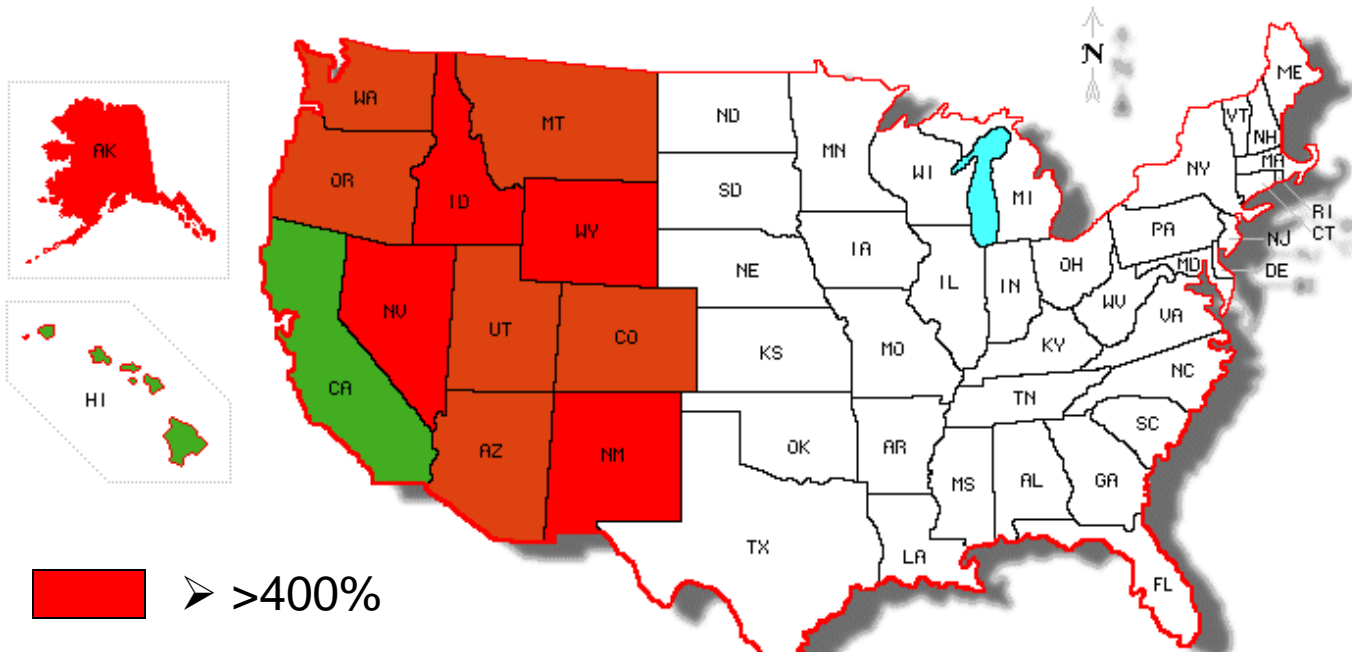 N
ME
WA
MT
ND
VT
AK
MN
NH
OR
WI
MA
NY
SD
MI
ID
RI
WY
PA
CT
NJ
IA
OH
MD
DE
NE
IL
IN
NV
WV
VA
UT
CO
MO
KY
KS
CA
NC
HI
TN
SC
AZ
NM
OK
AR
MS
AL
GA
TX
LA
FL
➢ >400%